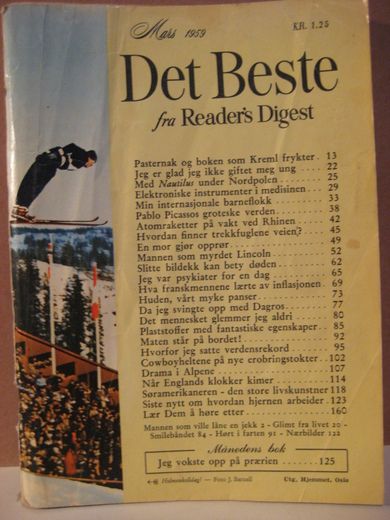 Mars 1959
KR. 1.25
Det Beste
fra Reader's Digest
Pasternak og boken som Kreml frykter . 13
Jeg er glad jeg ikke giftet meg ung . . . . 22
Med Nautilus under Nordpolen . . . . . 25
Elektroniske instrumenter i medisinen . . . 29
Min internasjonale barneflokk . . . . . 33
Pablo Picassos groteske verden . . . . . 38
Atomraketter på vakt ved Rhinen . . . . 42
Hvordan finner trekkfuglene veien? . . . 45
En mor gjør opprør . . . . . . . . 49
Mannen som myrdet Lincoln . . . . . 52
Slitte bildekk kan bety døden . . . . . 62
Jeg var psykiater for en dag . . . . . . 65
Hva franskmennene lærte av inflasjonen . 69
Huden, vårt myke panser . . . . . . 73
Da jeg svingte opp med Dagros . . . . 77
Det mennesket glemmer jeg aldri . . . . 80
Plaststoffer med fantastiske egenskaper . . 85
Maten står på bordet! . . . . . . . 92
Hvorfor jeg satte verdensrekord . . . . 95
Cowboyheltene på nye erobringstokter . . 102
Drama i Alpene . . . . . . . . . 107
Når Englands klokker kimer . . . . . 114
Søramerikaneren - den store livskunstner 118
Siste nytt om hvordan hjernen arbeider . 123
Lær Dem å høre etter . . . . . . . 160
Mannen som ville låne en jekk 2 - Glimt fra livet 20 -
Smilebåndet 84 - Hørt i farten 91 - Nærbilder 122
Månedens bok
Jeg vokste opp på prærien . . . . . . 125
Holmenkolldag! — Foto J. Barnell
Utg. Hjemmet, Oslo